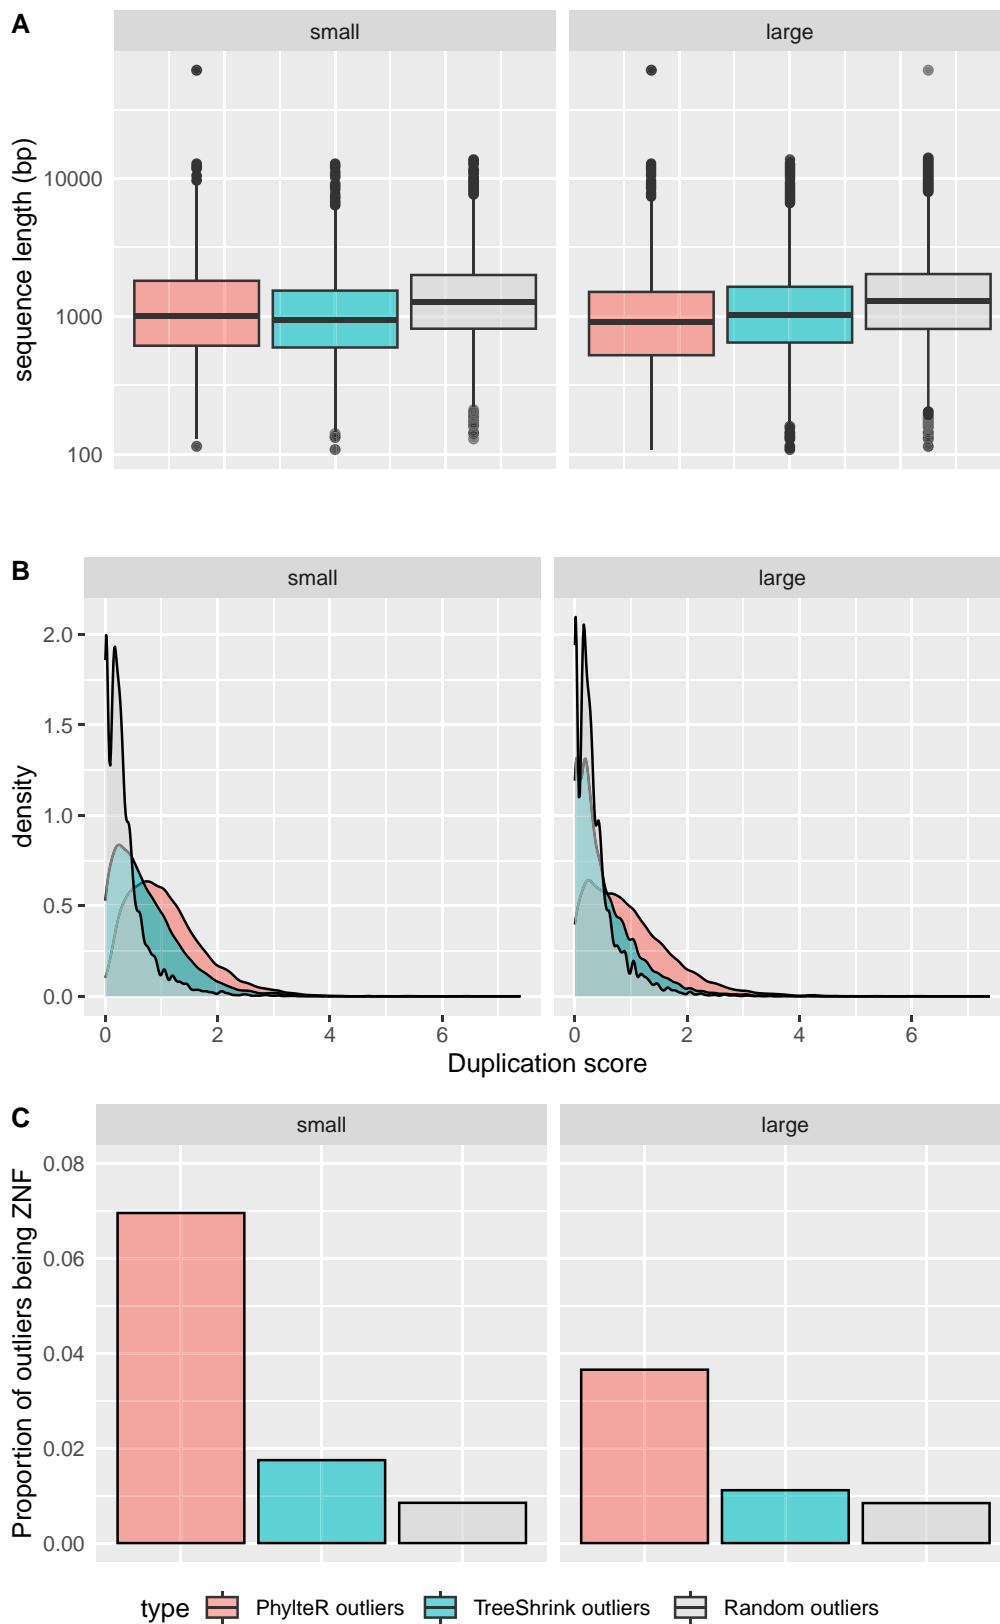 A
small
large
sequence length (bp)
10000
1000
100
B
small
large
density
2.0
1.5
1.0
0.5
0.0
0
2
4
6
0
2
4
6
Duplication score
C
small
large
Proportion of outliers being ZNF
0.08
0.06
0.04
0.02
0.00
type
PhylteR outliers
TreeShrink outliers
Random outliers